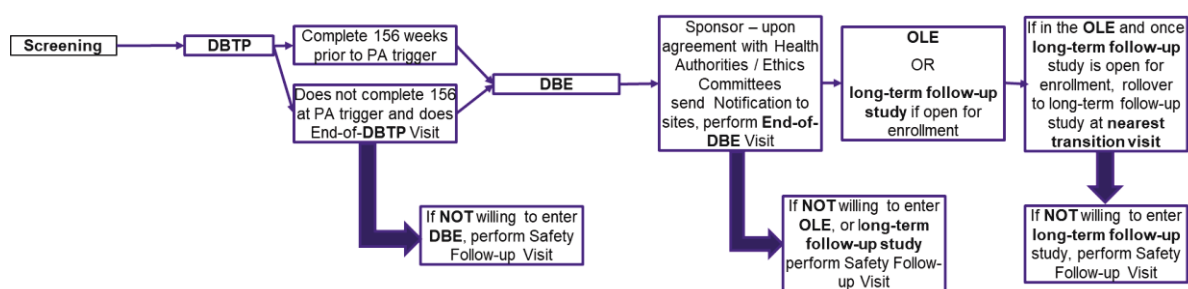 Screening
DBTP
Complete 156 weeks
prior to PA trigger
Does not complete 156
at PA trigger and does
End-of-DBTP Visit
If NOT willing to enter
DBE, perform Safety
Follow-up Visit
DBE
Sponsor – upon
agreement with Health
Authorities / Ethics
Committees
send Notification to
sites, perform End-of-
DBE Visit
If NOT willing to enter
OLE, or long-term
follow-up study
perform Safety Follow-
up Visit
OLE
OR
long-term follow-up
study if open for
enrollment
If in the OLE and once
long-term follow-up
study is open for
enrollment, rollover
to long-term follow-up
study at nearest
transition visit
If NOT willing to enter
long-term follow-up
study, perform Safety
Follow-up Visit